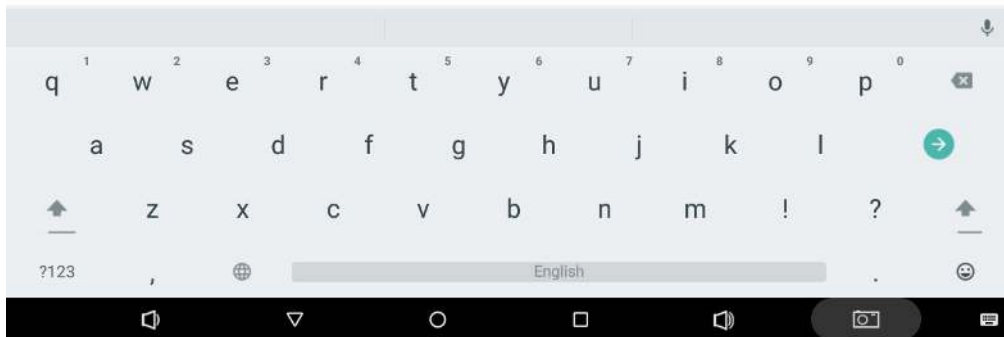 1 2 3 4 5 6 7 8 9 0
q w e r t y u i o p
a s d f g h j k l
z x c v b n m ! ?
?123 , English .